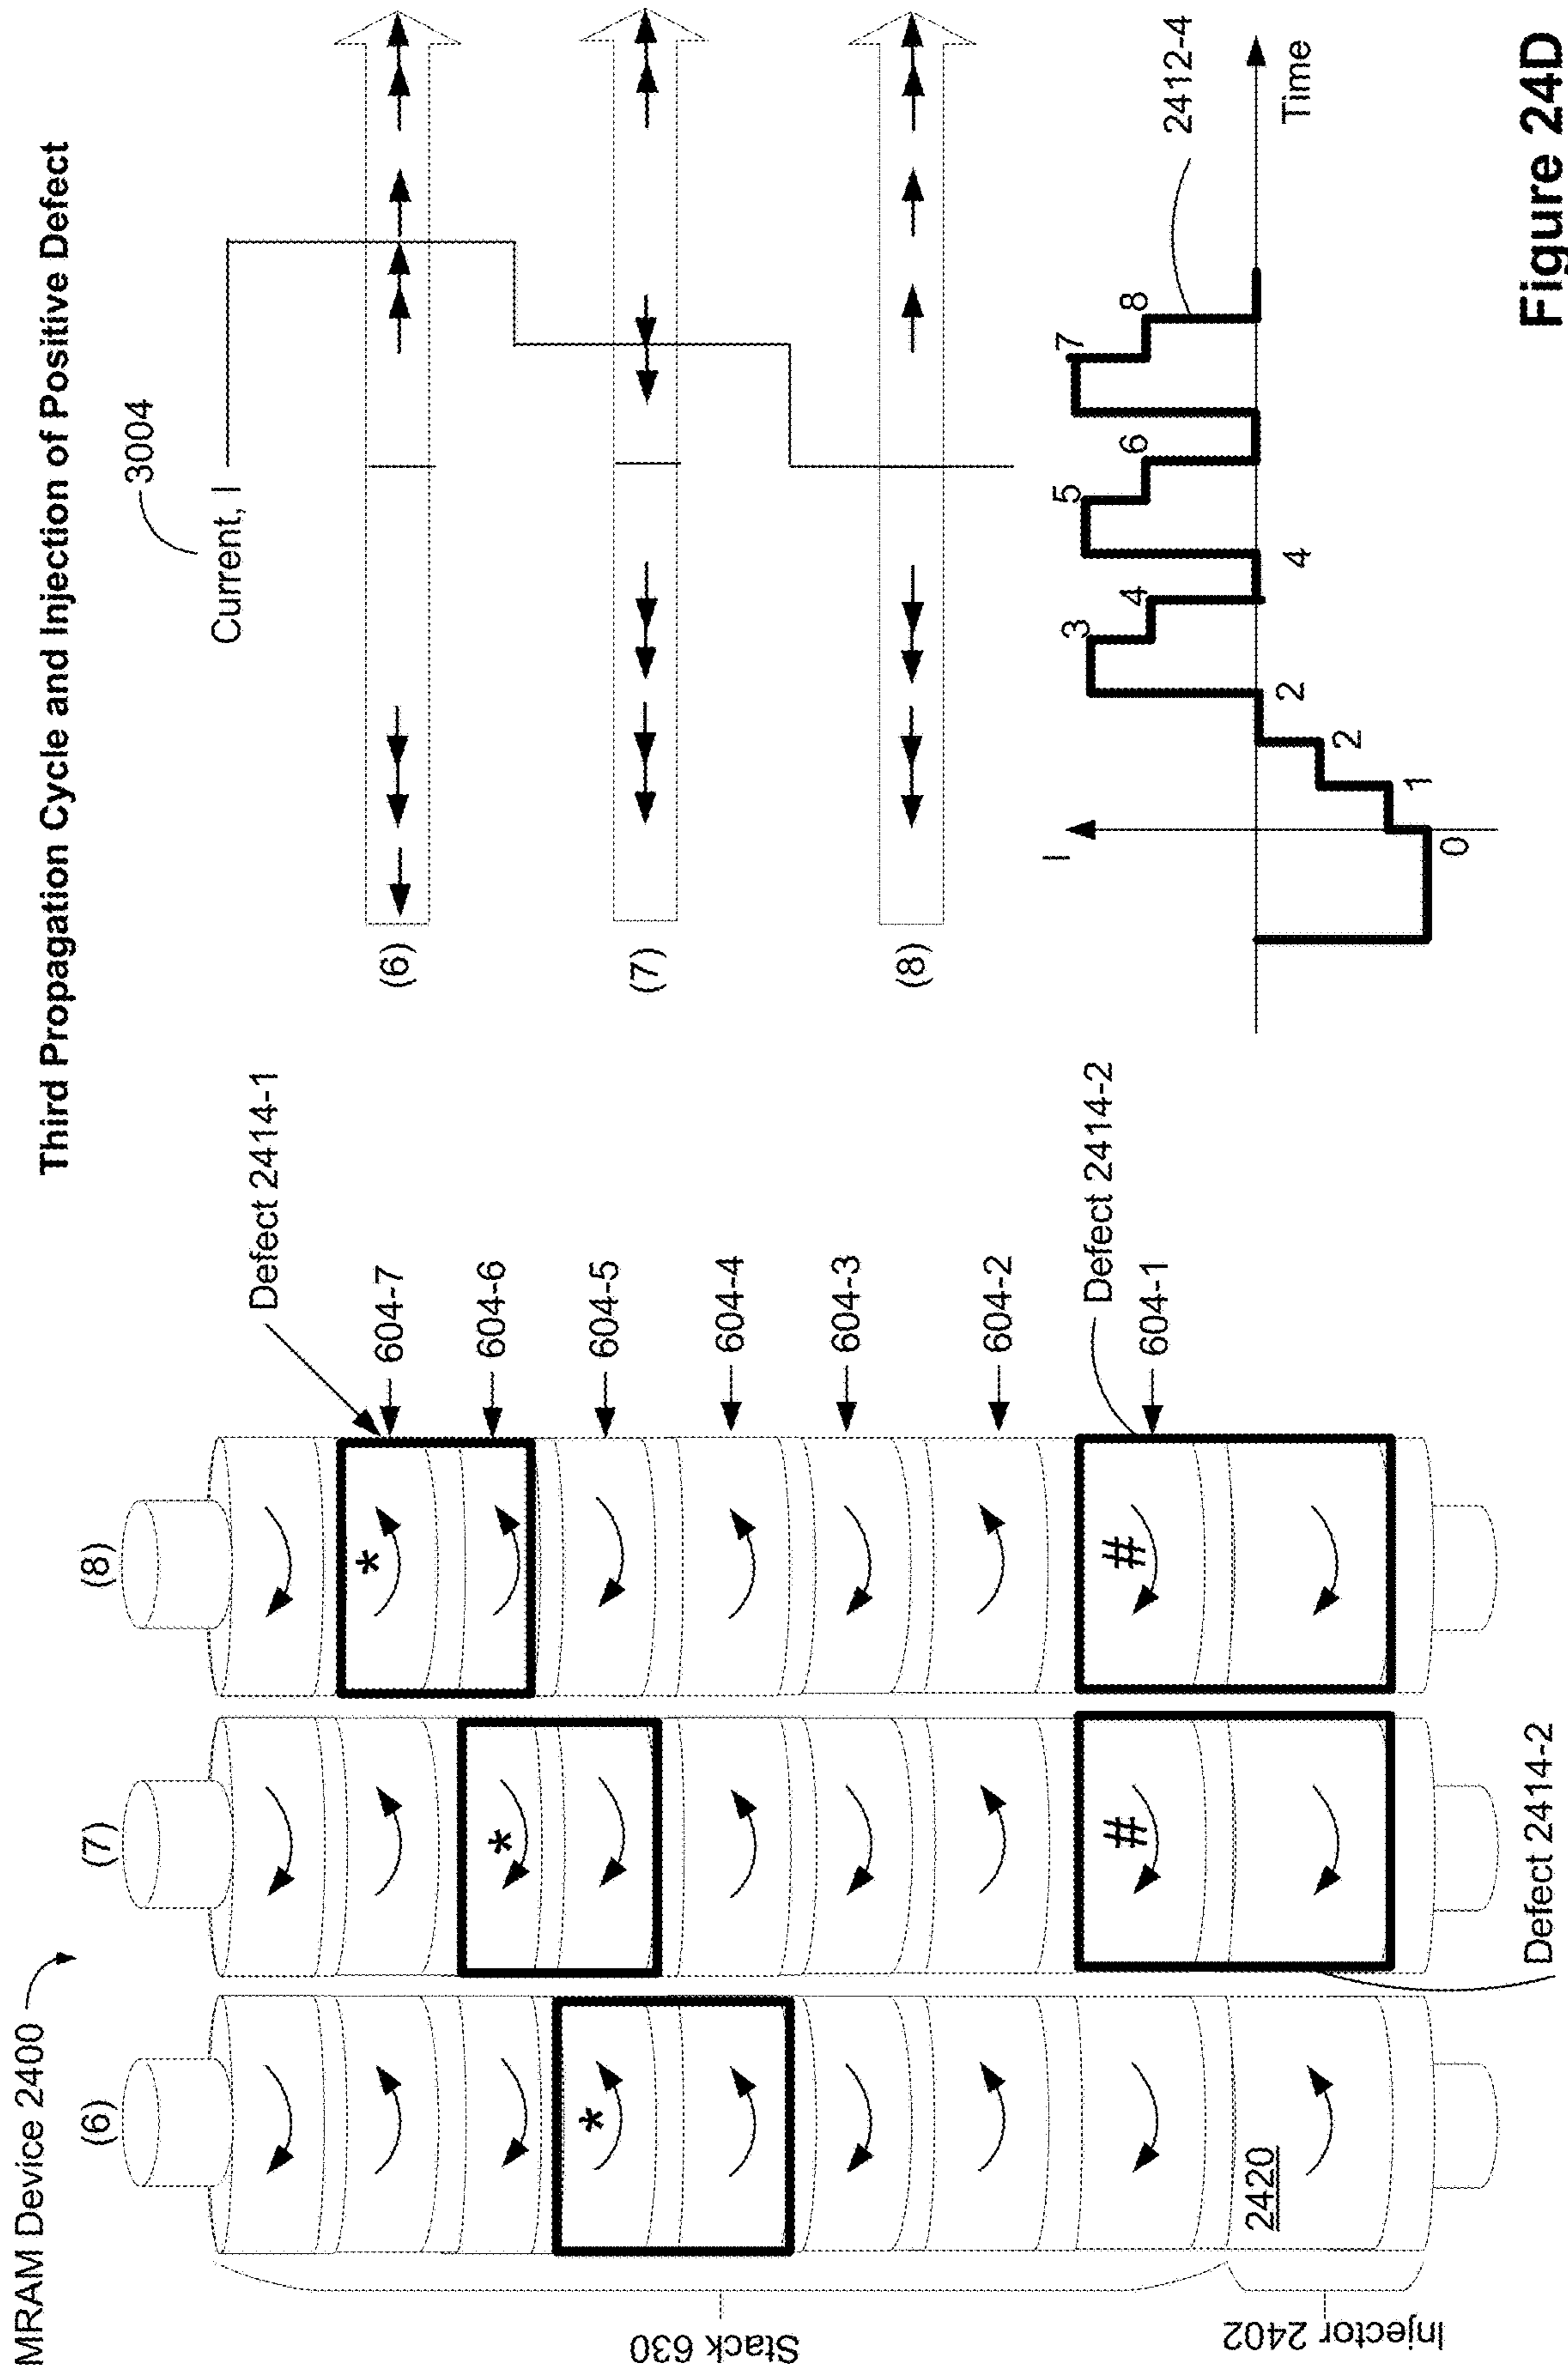 Third Propagation Cycle and Injection of Positive Defect
MRAM Device 2400
(6)
(7)
(8)
Defect 2414-1
604-7
604-6
604-5
604-4
604-3
604-2
Defect 2414-2
604-1
*
*
*
#
#
2420
Stack 630
Injector 2402
Defect 2414-2
3004
Current, I
(6)
(7)
(8)
I
0
1
2
2
3
4
4
5
6
7
8
2412-4
Time
Figure 24D